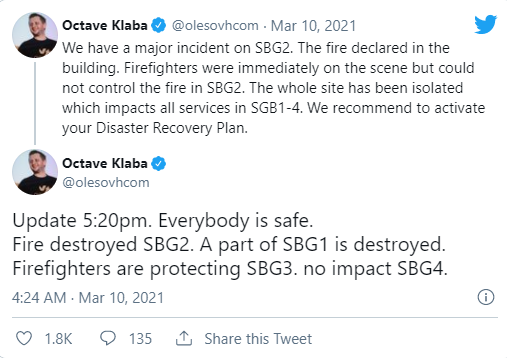 Octave Klaba @olesovhcom · Mar 10, 2021
We have a major incident on SBG2. The fire declared in the
building. Firefighters were immediately on the scene but could
not control the fire in SBG2. The whole site has been isolated
which impacts all services in SGB1-4. We recommend to activate
your Disaster Recovery Plan.
Octave Klaba
@olesovhcom
Update 5:20pm. Everybody is safe.
Fire destroyed SBG2. A part of SBG1 is destroyed.
Firefighters are protecting SBG3. no impact SBG4.
4:24 AM · Mar 10, 2021
1.8K 135 Share this Tweet